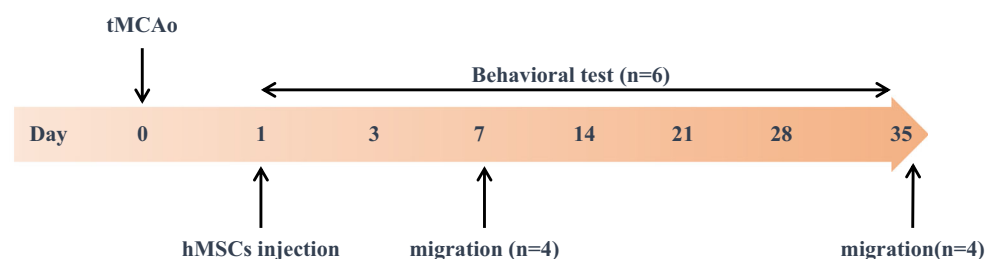 tMCAo
Behavioral test (n=6)
Day 0 1 3 7 14 21 28 35
hMSCs injection migration (n=4) migration(n=4)